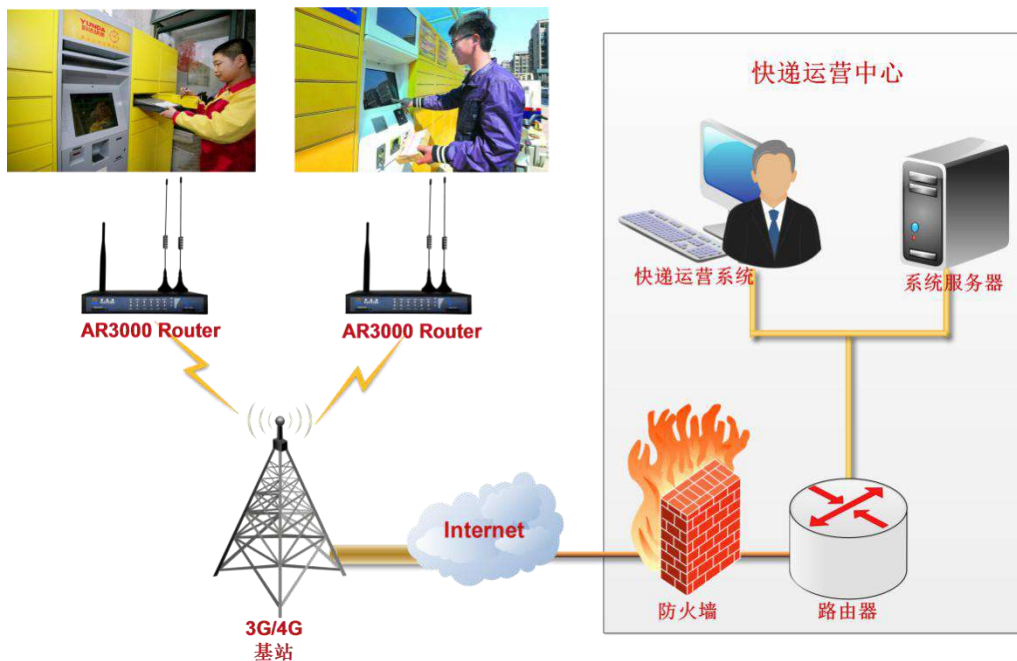 YUNDA
快递运营中心
快递运营系统
系统服务器
AR3000 Router
AR3000 Router
Internet
防火墙
路由器
3G/4G
基站